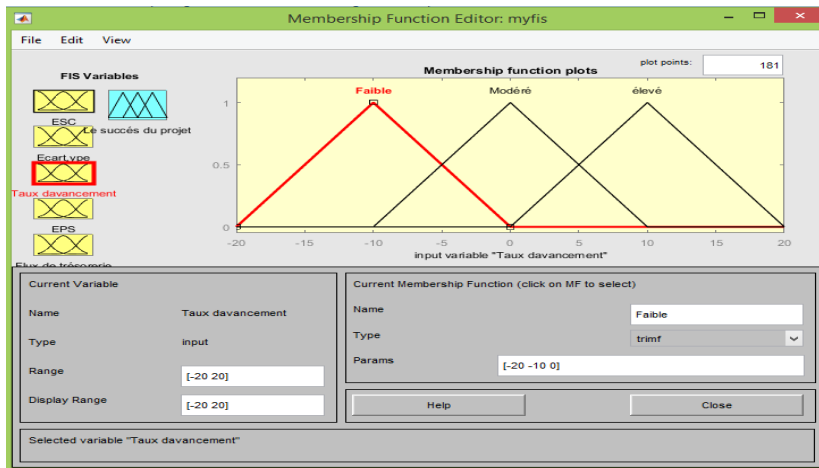 Membership Function Editor: myfis
File Edit View
FIS Variables
plot points: 181
Membership function plots
ESC
Le succés du projet
Ecart.type
Taux davancement
EPS
Flux de trésorerie
Faible Modéré élevé
1
0.5
0
-20 -15 -10 -5 0 5 10 15 20
input variable "Taux davancement"
Current Variable
Name Taux davancement
Type input
Range [-20 20]
Display Range [-20 20]
Current Membership Function (click on MF to select)
Name Faible
Type trimf
Params [-20 -10 0]
Help Close
Selected variable "Taux davancement"